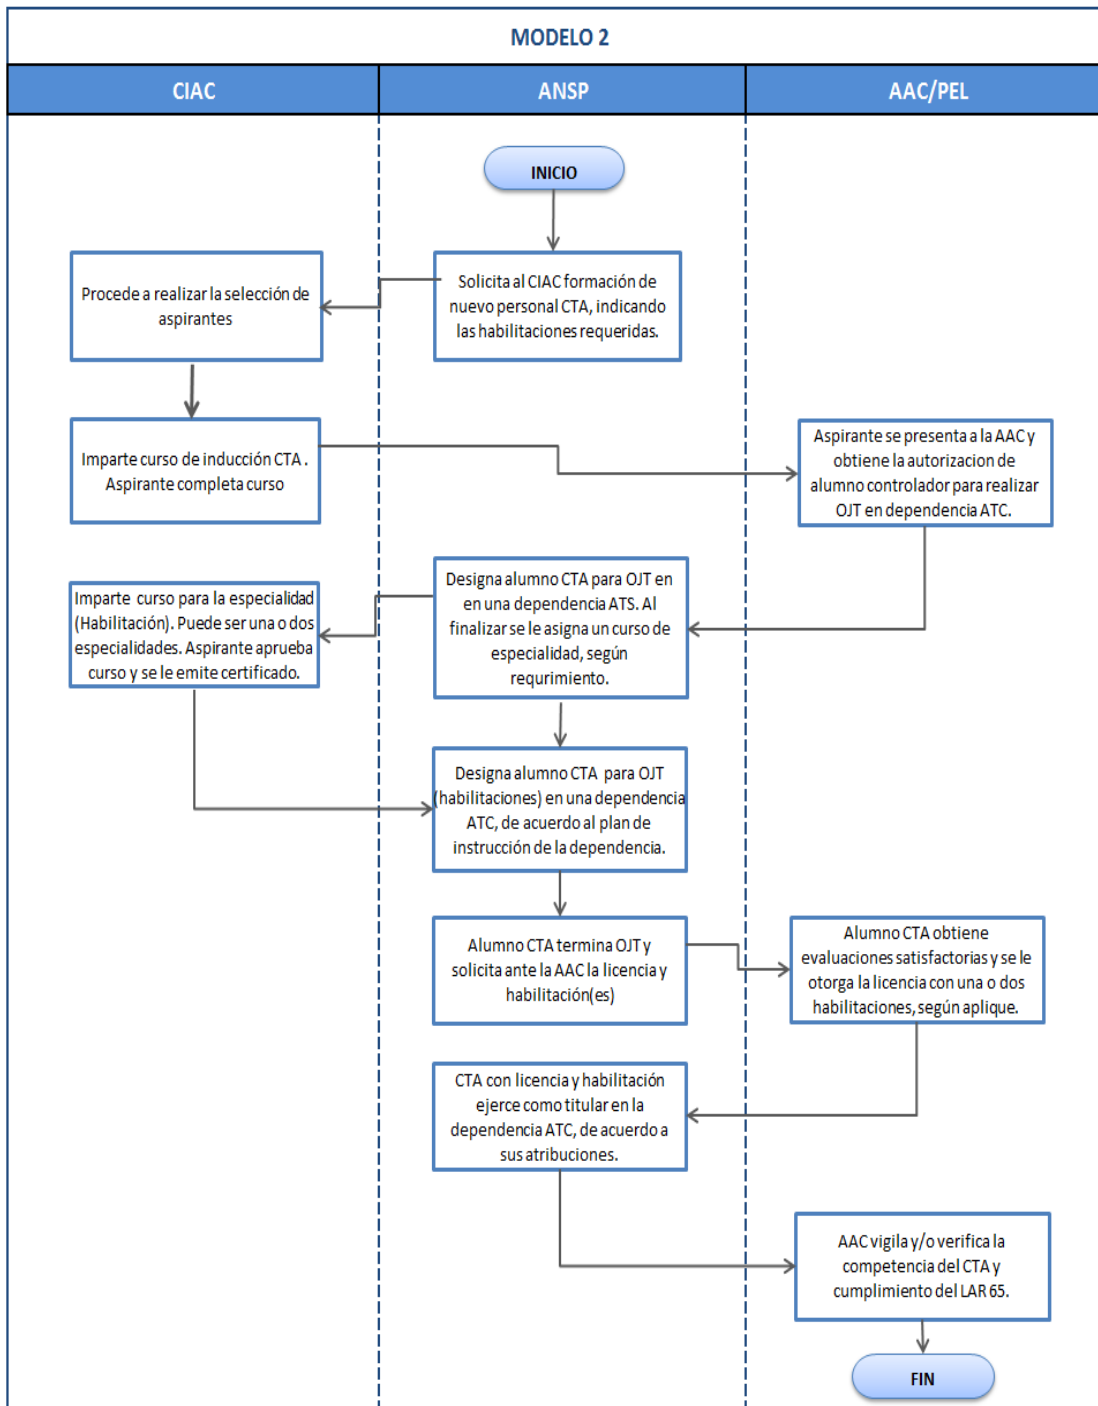 MODELO 2
CIAC
ANSP
AAC/PEL
INICIO
Solicita al CIAC formación de
nuevo personal CTA, indicando
las habilitaciones requeridas.
Procede a realizar la selección de
aspirantes
Imparte curso de inducción CTA .
Aspirante completa curso
Aspirante se presenta a la AAC y
obtiene la autorizacion de
alumno controlador para realizar
OJT en dependencia ATC.
Designa alumno CTA para OJT en
en una dependencia ATS. Al
finalizar se le asigna un curso de
especialidad, según
requrimiento.
Imparte curso para la especialidad
(Habilitación). Puede ser una o dos
especialidades. Aspirante aprueba
curso y se le emite certificado.
Designa alumno CTA para OJT
(habilitaciones) en una dependencia
ATC, de acuerdo al plan de
instrucción de la dependencia.
Alumno CTA termina OJT y
solicita ante la AAC la licencia y
habilitación(es)
Alumno CTA obtiene
evaluaciones satisfactorias y se le
otorga la licencia con una o dos
habilitaciones, según aplique.
CTA con licencia y habilitación
ejerce como titular en la
dependencia ATC, de acuerdo a
sus atribuciones.
AAC vigila y/o verifica la
competencia del CTA y
cumplimiento del LAR 65.
FIN